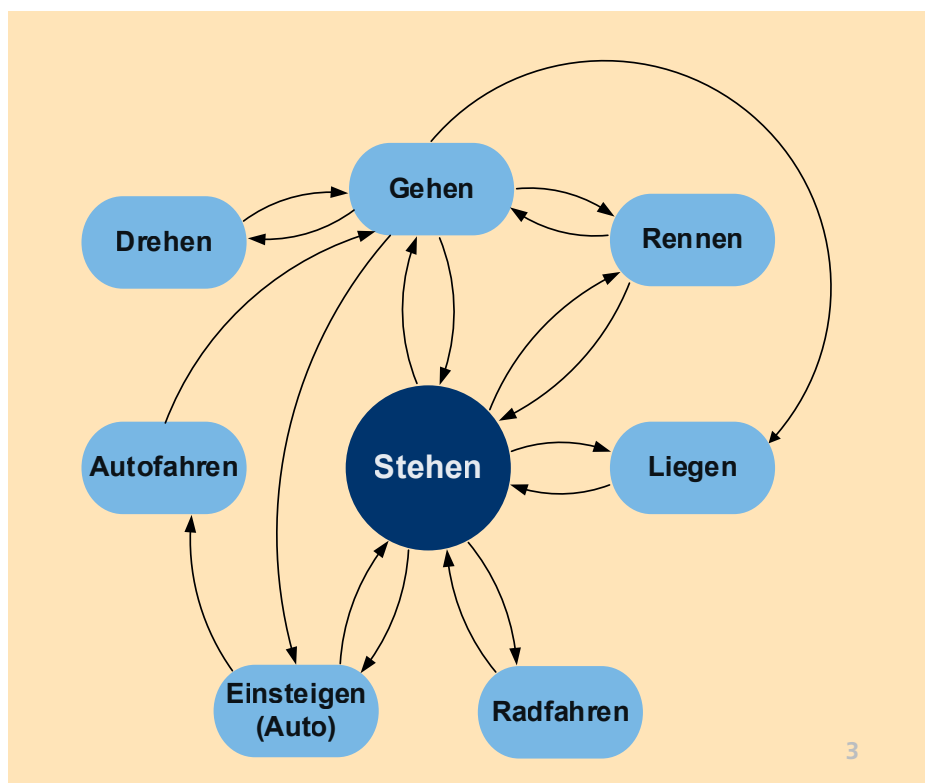 Gehen
Drehen
Rennen
Autofahren
Stehen
Liegen
Einsteigen
(Auto)
Radfahren
3